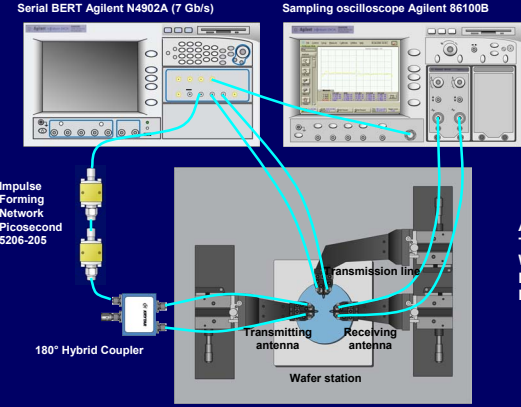 Serial BERT Agilent N4902A (7 Gb/s)
Sampling oscilloscope Agilent 86100B
Impulse
Forming
Network
Picosecond
5206-205
180° Hybrid Coupler
Transmission line
Transmitting
antenna
Receiving
antenna
Wafer station